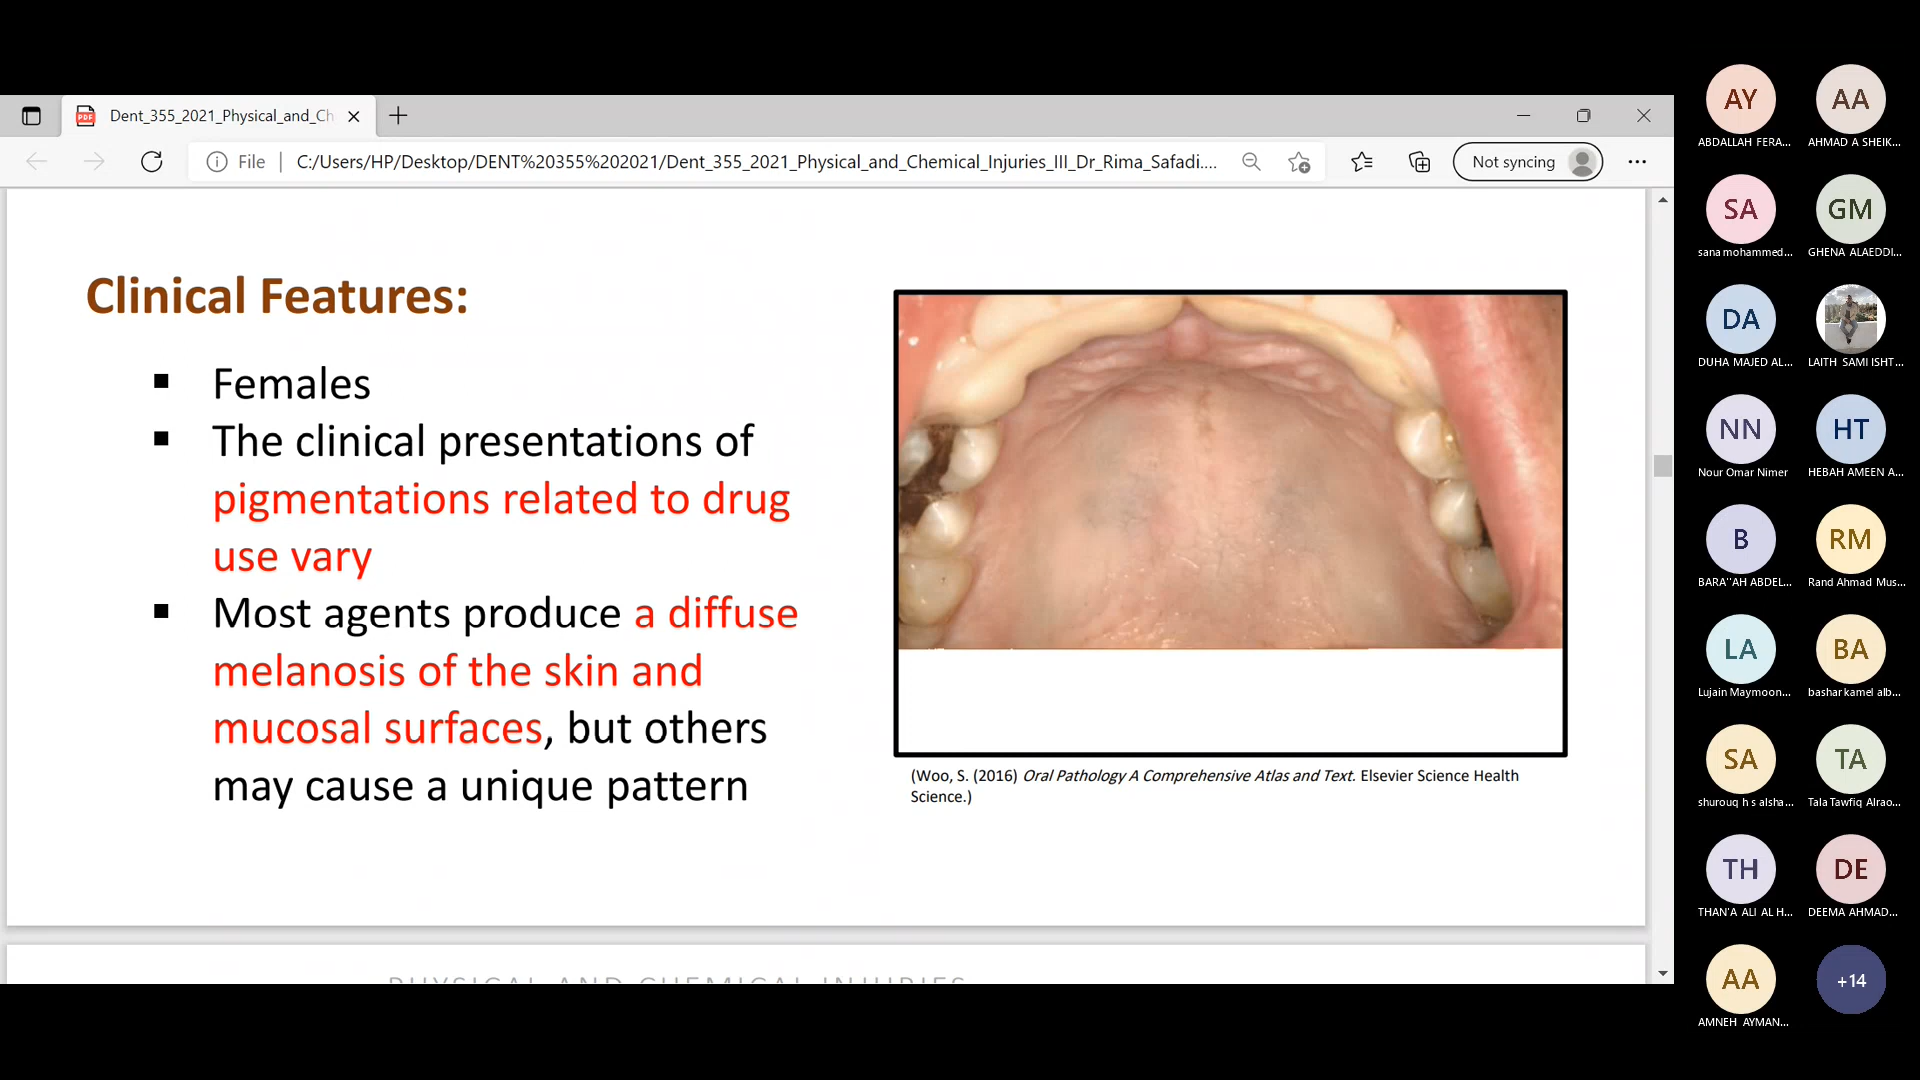 Dent_355_2021_Physical_and_Ch
File
C:/Users/HP/Desktop/DENT%20355%202021/Dent_355_2021_Physical_and_Chemical_Injuries_III_Dr_Rima_Safadi....
Not syncing
Clinical Features:
Females
The clinical presentations of
pigmentations related to drug
use vary
Most agents produce a diffuse
melanosis of the skin and
mucosal surfaces, but others
may cause a unique pattern
(Woo, S. (2016) Oral Pathology A Comprehensive Atlas and Text. Elsevier Science Health
Science.)
PHYSICAL AND CHEMICAL INJURIES
AY
AA
ABDALLAH FERA...
AHMAD A SHEIK...
SA
GM
sana mohammed...
GHENA ALAEDDI...
DA
DUHA MAJED AL...
LAITH SAMI ISHT...
NN
HT
Nour Omar Nimer
HEBAH AMEEN A...
B
RM
BARA''AH ABDEL...
Rand Ahmad Mus...
LA
BA
Lujain Maymoon...
bashar kamel alb...
SA
TA
shurouq h s alsha...
Tala Tawfiq Alrao...
TH
DE
THAN'A ALI AL H...
DEEMA AHMAD...
AA
+14
AMNEH AYMAN...